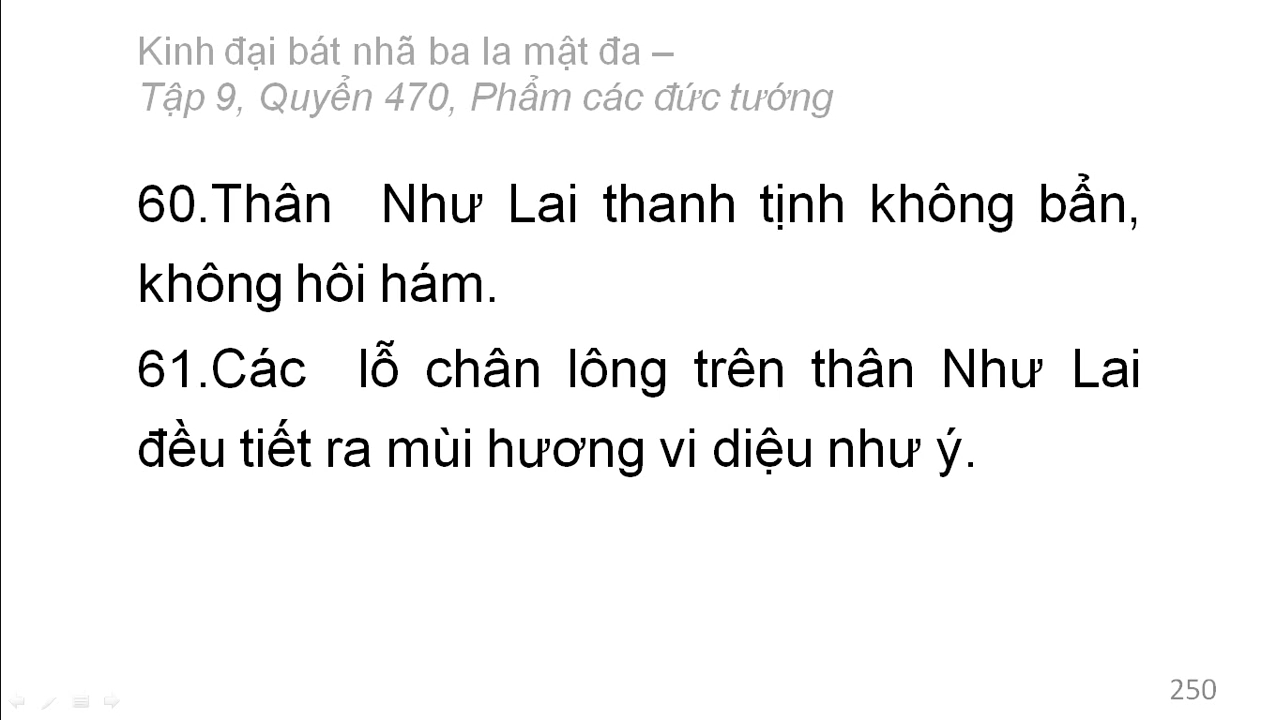 Kinh đại bát nhã ba la mật đa –
Tập 9, Quyển 470, Phẩm các đức tướng
60.Thân Như Lai thanh tịnh không bẩn,
không hôi hám.
61.Các lỗ chân lông trên thân Như Lai
đều tiết ra mùi hương vi diệu như ý.
250